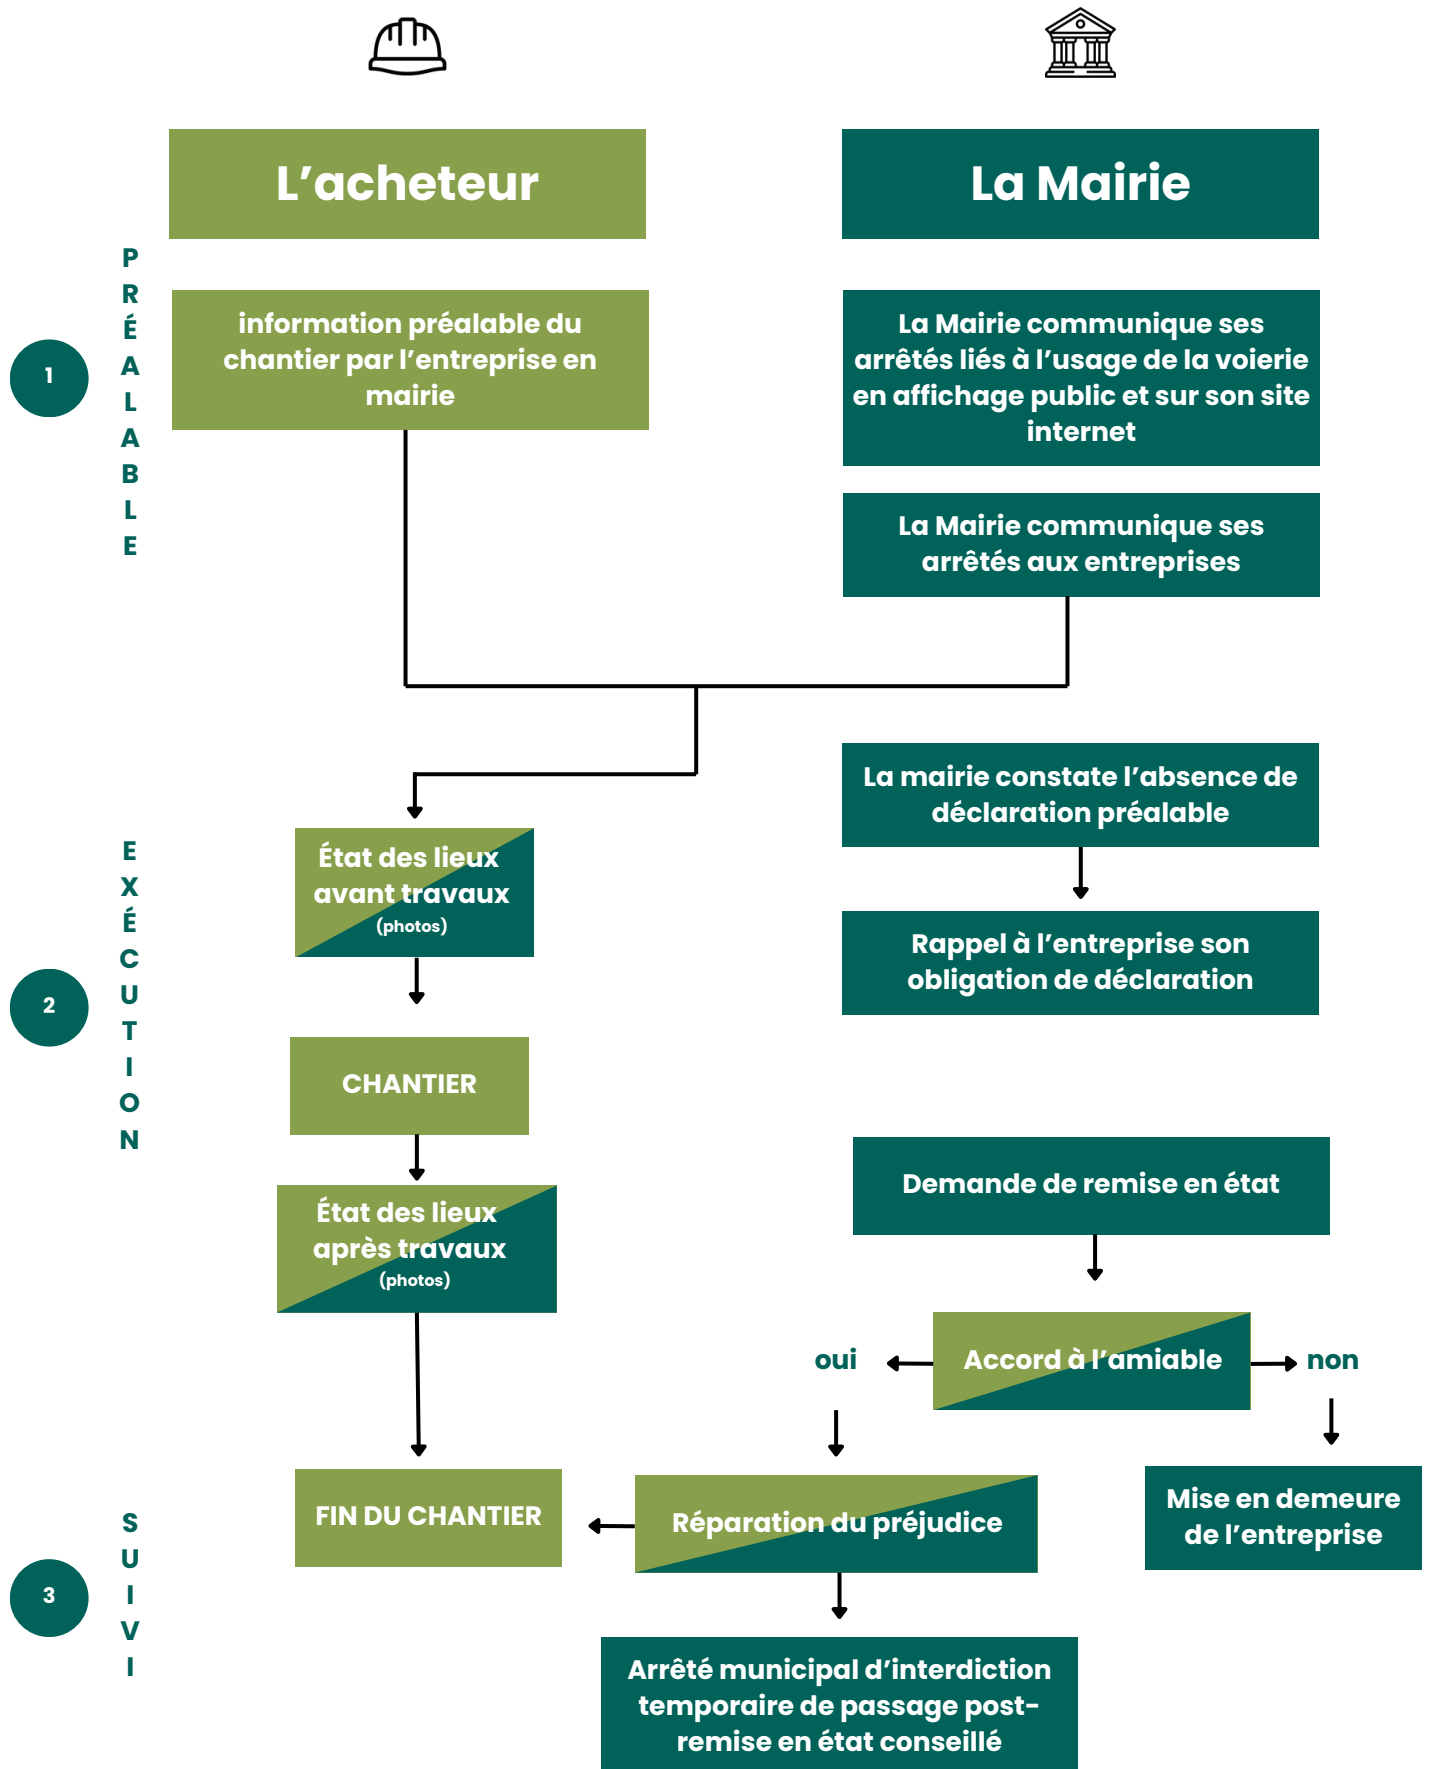 L’acheteur
La Mairie
PRÉALABLE
1
information préalable du
chantier par l’entreprise en
mairie
La Mairie communique ses
arrêtés liés à l’usage de la voierie
en affichage public et sur son site
internet
La Mairie communique ses
arrêtés aux entreprises
EXÉCUTION
2
État des lieux
avant travaux
(photos)
La mairie constate l’absence de
déclaration préalable
Rappel à l’entreprise son
obligation de déclaration
CHANTIER
État des lieux
après travaux
(photos)
Demande de remise en état
oui
Accord à l’amiable
non
SUIVI
3
FIN DU CHANTIER
Réparation du préjudice
Mise en demeure
de l’entreprise
Arrêté municipal d’interdiction
temporaire de passage post-
remise en état conseillé